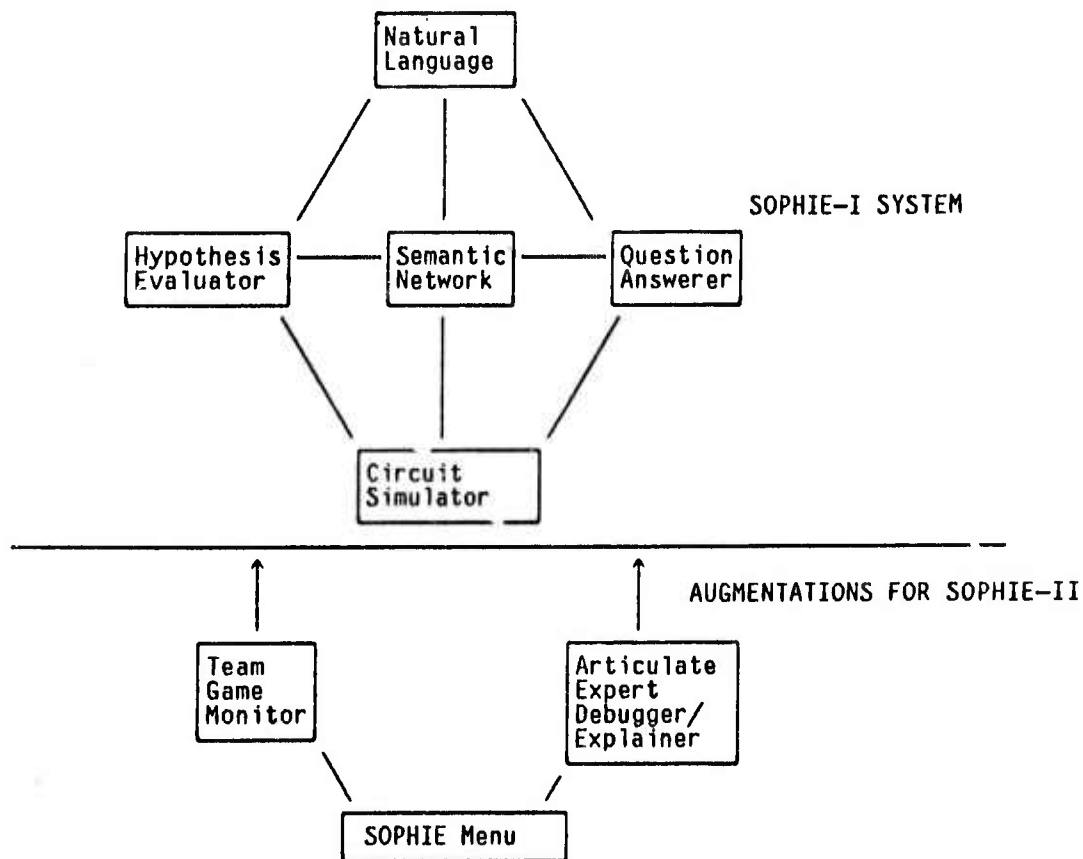 Natural
Language
SOPHIE-I SYSTEM
Hypothesis
Evaluator
Semantic
Network
Question
Answerer
Circuit
Simulator
AUGMENTATIONS FOR SOPHIE-II
Team
Game
Monitor
Articulate
Expert
Debugger/
Explainer
SOPHIE Menu